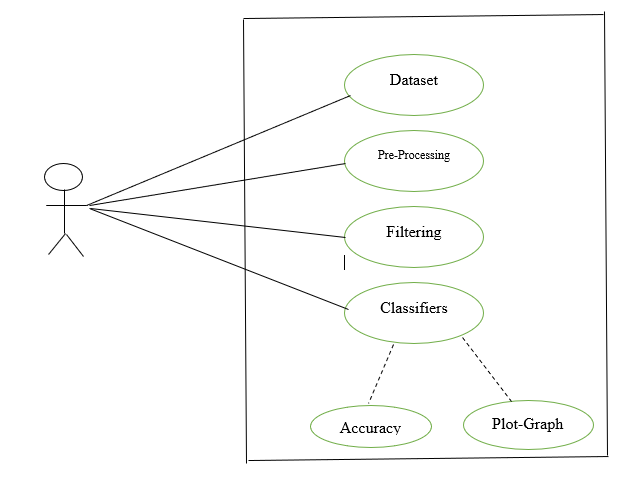 Dataset
Pre-Processing
Filtering
Classifiers
Accuracy
Plot-Graph